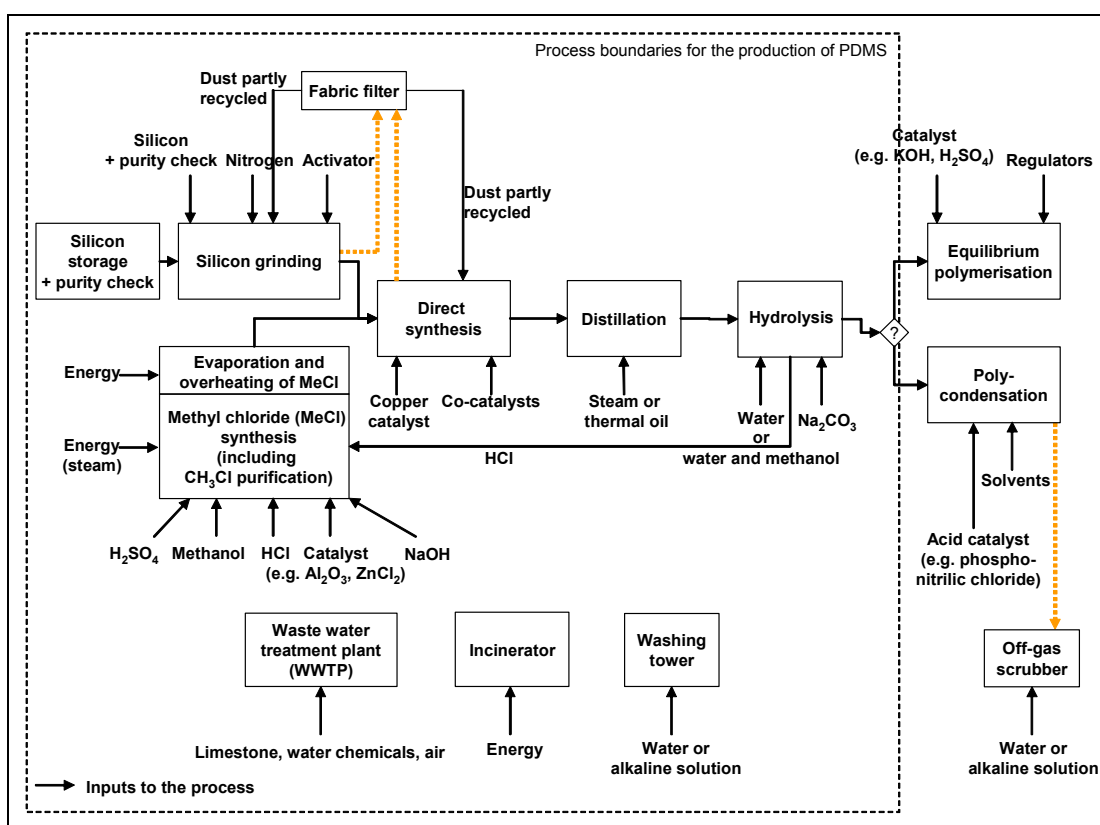 Process boundaries for the production of PDMS
Dust partly
recycled
Fabric filter
Silicon
+ purity check
Nitrogen
Activator
Dust partly
recycled
Catalyst
(e.g. KOH, H₂SO₄)
Regulators
Silicon
storage
+ purity check
Silicon grinding
Equilibrium
polymerisation
Direct
synthesis
Distillation
Hydrolysis
?
Energy
Evaporation and
overheating of MeCl
Copper
catalyst
Co-catalysts
Steam or
thermal oil
Water
or
water and methanol
Na₂CO₃
Poly-
condensation
Energy
(steam)
Methyl chloride (MeCl)
synthesis
(including
CH₃Cl purification)
HCl
Solvents
H₂SO₄
Methanol
HCl
Catalyst
(e.g. Al₂O₃, ZnCl₂)
NaOH
Acid catalyst
(e.g. phospho-
nitrilic chloride)
Waste water
treatment plant
(WWTP)
Incinerator
Washing
tower
Off-gas
scrubber
Limestone, water chemicals, air
Energy
Water or
alkaline solution
Water or
alkaline solution
Inputs to the process